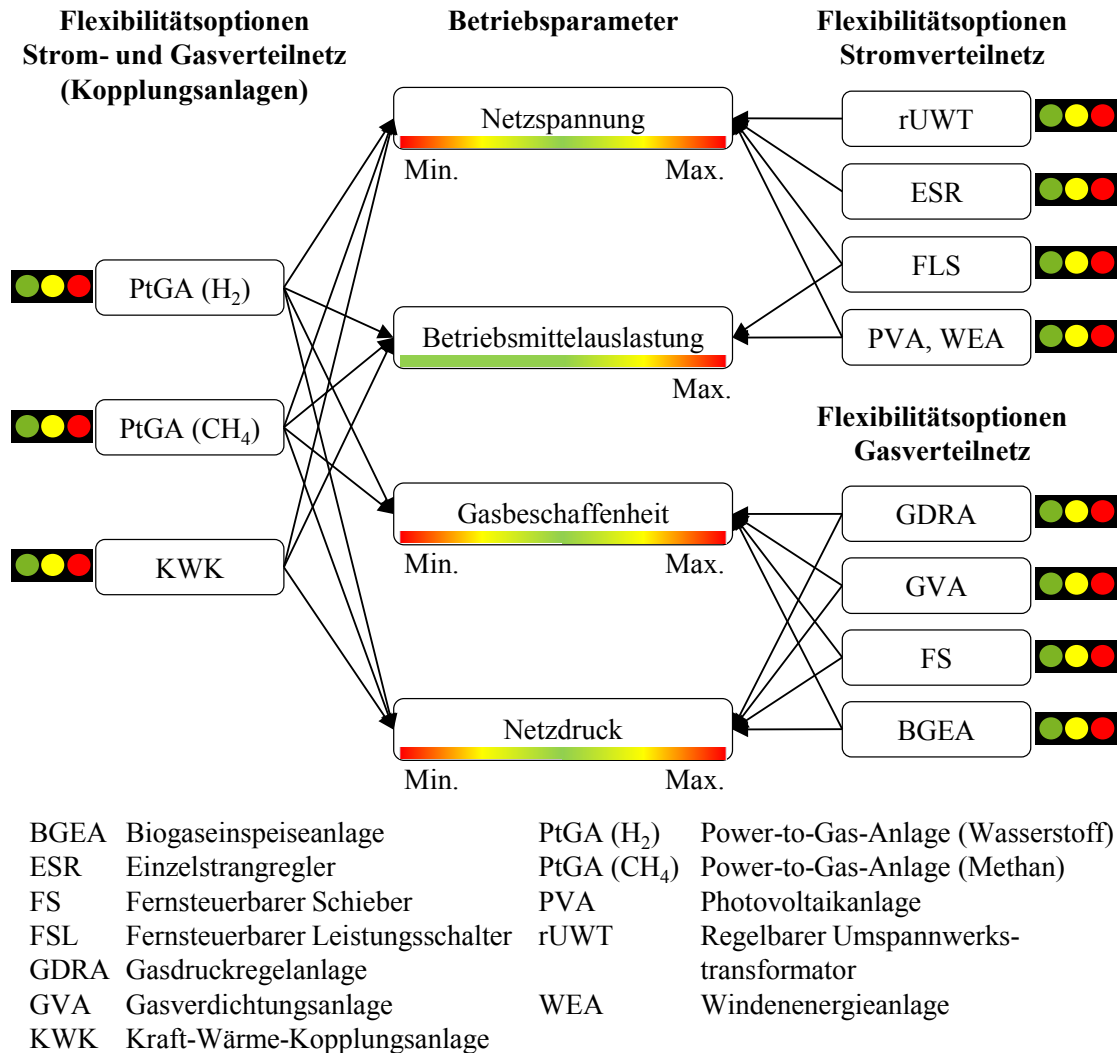 Flexibilitätsoptionen
Strom- und Gasverteilnetz
(Kopplungsanlagen)
PtGA (H₂)
PtGA (CH₄)
KWK
Betriebsparameter
Netzspannung
Min. Max.
Betriebsmittelauslastung
Max.
Gasbeschaffenheit
Min. Max.
Netzdruck
Min. Max.
Flexibilitätsoptionen
Stromverteilnetz
rUWT
ESR
FLS
PVA, WEA
Flexibilitätsoptionen
Gasverteilnetz
GDRA
GVA
FS
BGEA
BGEA Biogaseinspeiseanlage
ESR Einzelstrangregler
FS Fernsteuerbarer Schieber
FSL Fernsteuerbarer Leistungsschalter
GDRA Gasdruckregelanlage
GVA Gasverdichtungsanlage
KWK Kraft-Wärme-Kopplungsanlage
PtGA (H₂) Power-to-Gas-Anlage (Wasserstoff)
PtGA (CH₄) Power-to-Gas-Anlage (Methan)
PVA Photovoltaikanlage
rUWT Regelbarer Umspannwerks-
transformator
WEA Windenenergieanlage